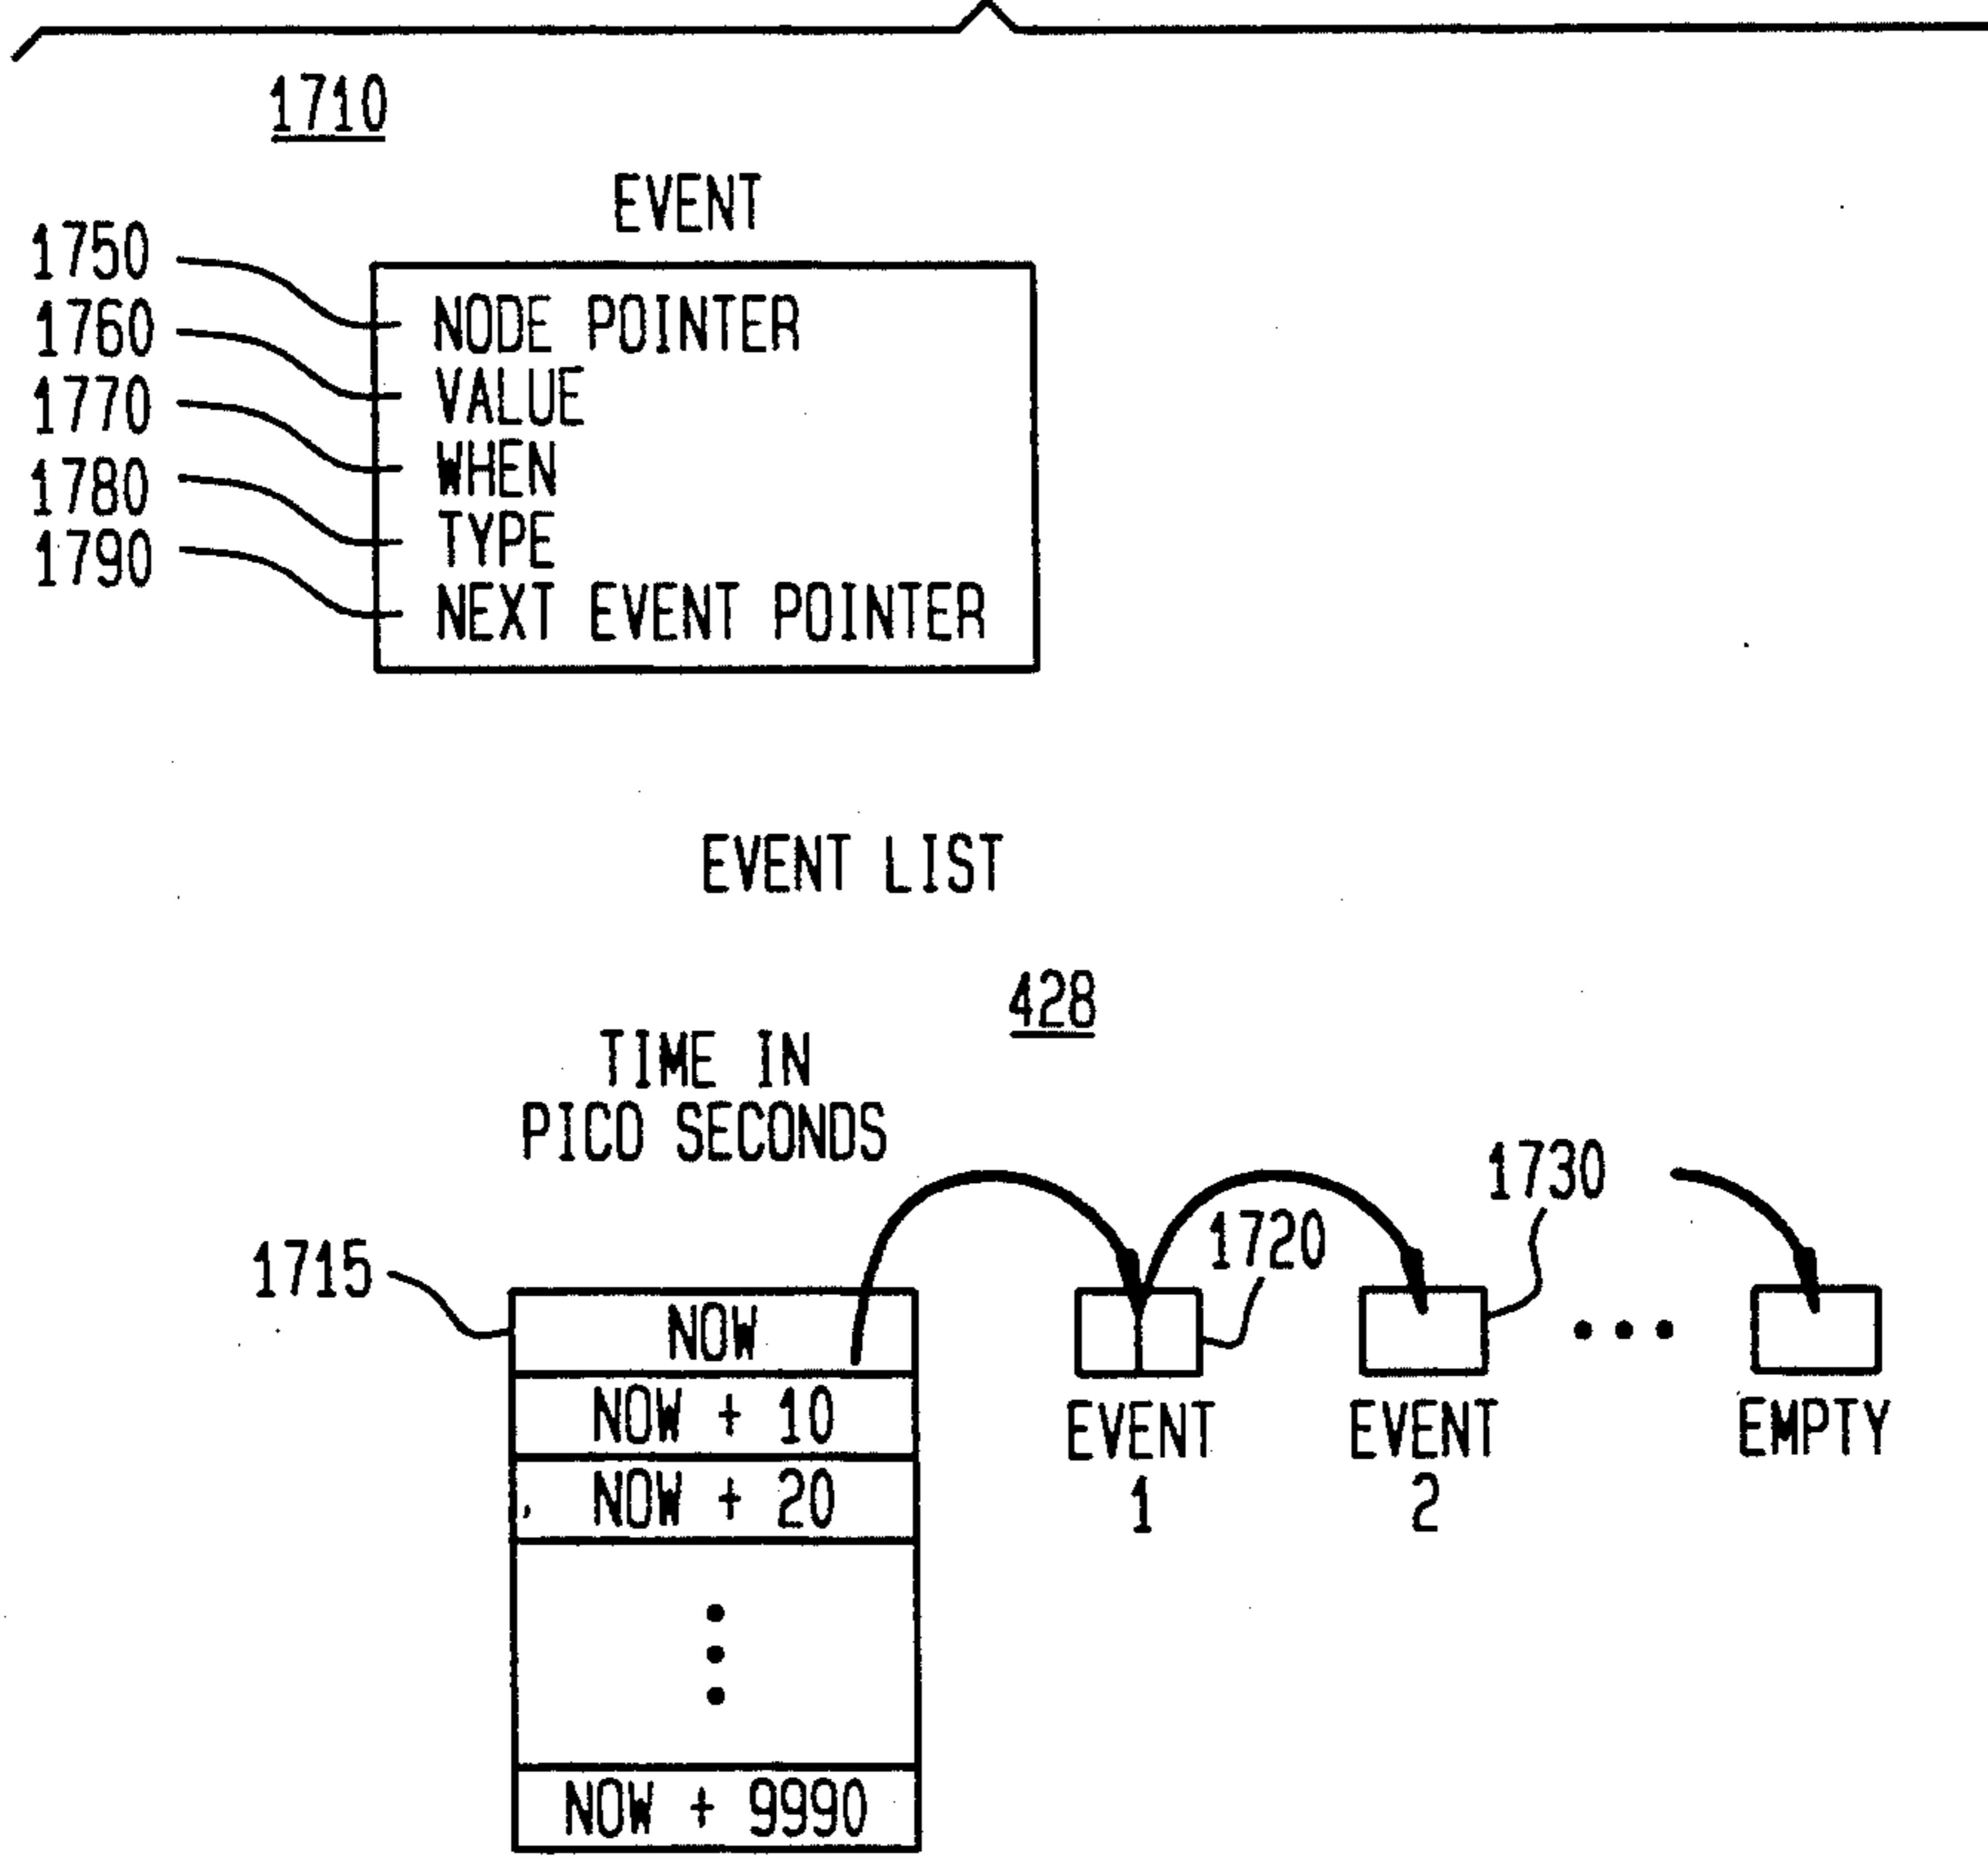 1710
EVENT
1750
NODE POINTER
1760
VALUE
1770
WHEN
1780
TYPE
1790
NEXT EVENT POINTER
EVENT LIST
428
TIME IN
PICO SECONDS
1730
1720
1715
NOW
NOW + 10
NOW + 20
NOW + 9990
EVENT
1
EVENT
2
EMPTY